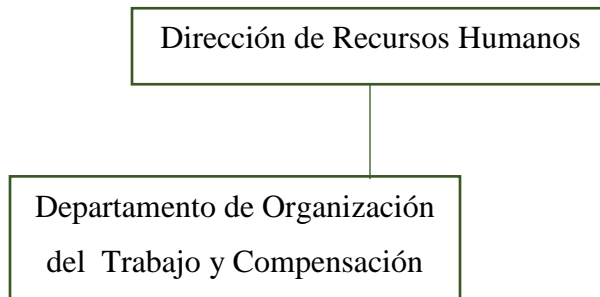 Dirección de Recursos Humanos
Departamento de Organización
del Trabajo y Compensación